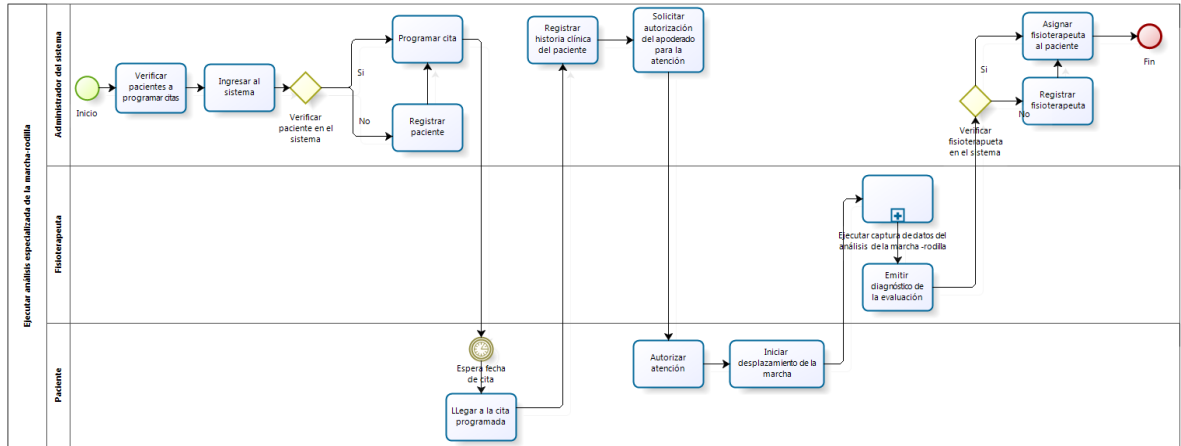 Ejecutar análisis especializada de la marcha-rodilla
Administrador del sistema
Inicio
Verificar
pacientes a
programar citas
Ingresar al
sistema
Verificar
paciente en el
sistema
Si
No
Programar cita
Registrar
paciente
Registrar
historia clínica
del paciente
Solicitar
autorización
del apoderado
para la
atención
Verificar
fisioterapueta
en el sistema
Si
No
Asignar
fisioterapeuta
al paciente
Registrar
fisioterapeuta
Fin
Fisioterapeuta
Ejecutar captura de datos del
análisis de la marcha -rodilla
Emitir
diagnóstico de
la evaluación
Paciente
Espera fecha
de cita
LLegar a la cita
programada
Autorizar
atención
Iniciar
desplazamiento de la
marcha